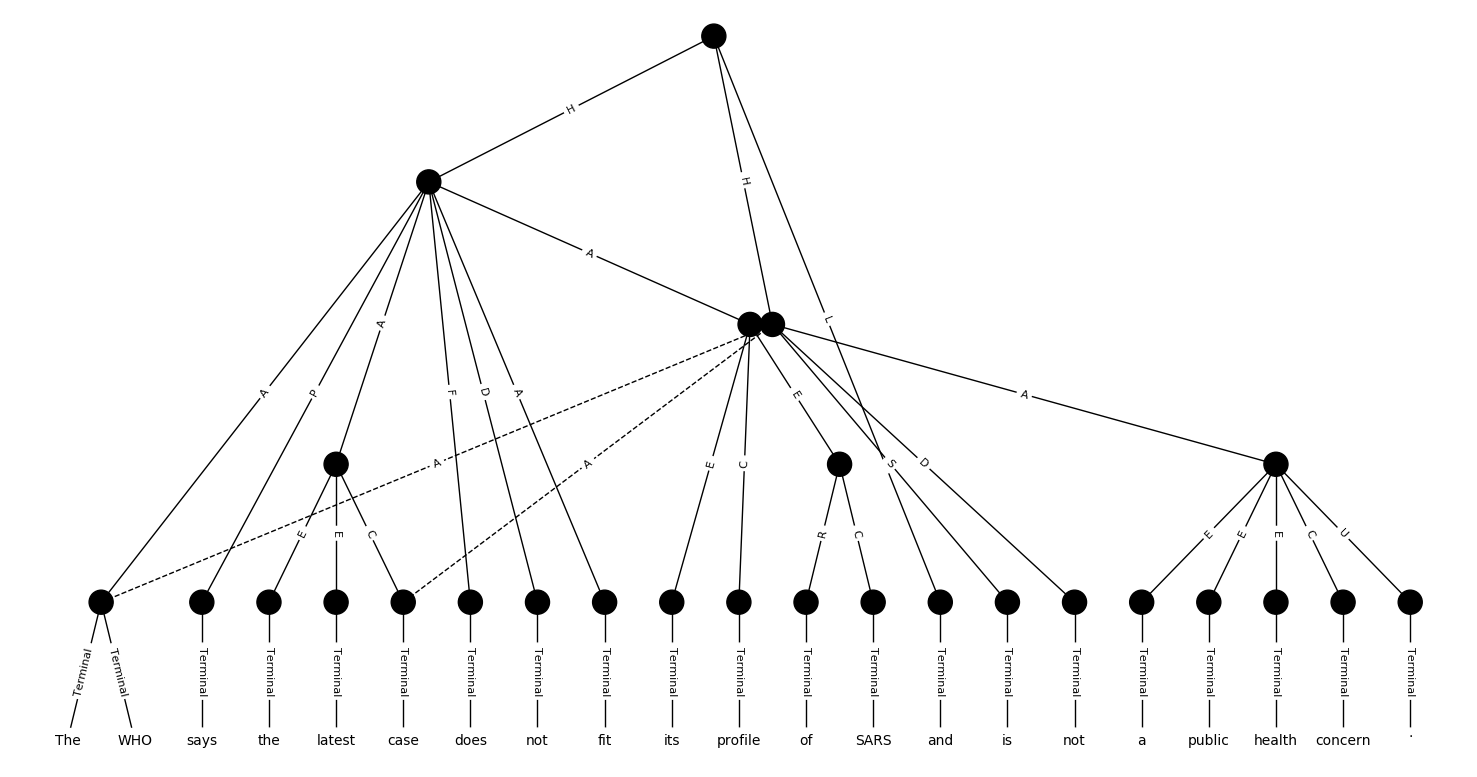 H
H
A
A
A
L
A
P
F
D
A
A
E
A
A
E
C
S
D
E
E
C
R
C
E
E
E
C
U
Terminal Terminal Terminal Terminal Terminal Terminal Terminal Terminal Terminal Terminal Terminal Terminal Terminal Terminal Terminal Terminal Terminal Terminal Terminal Terminal Terminal
The WHO says the latest case does not fit its profile of SARS and is not a public health concern .